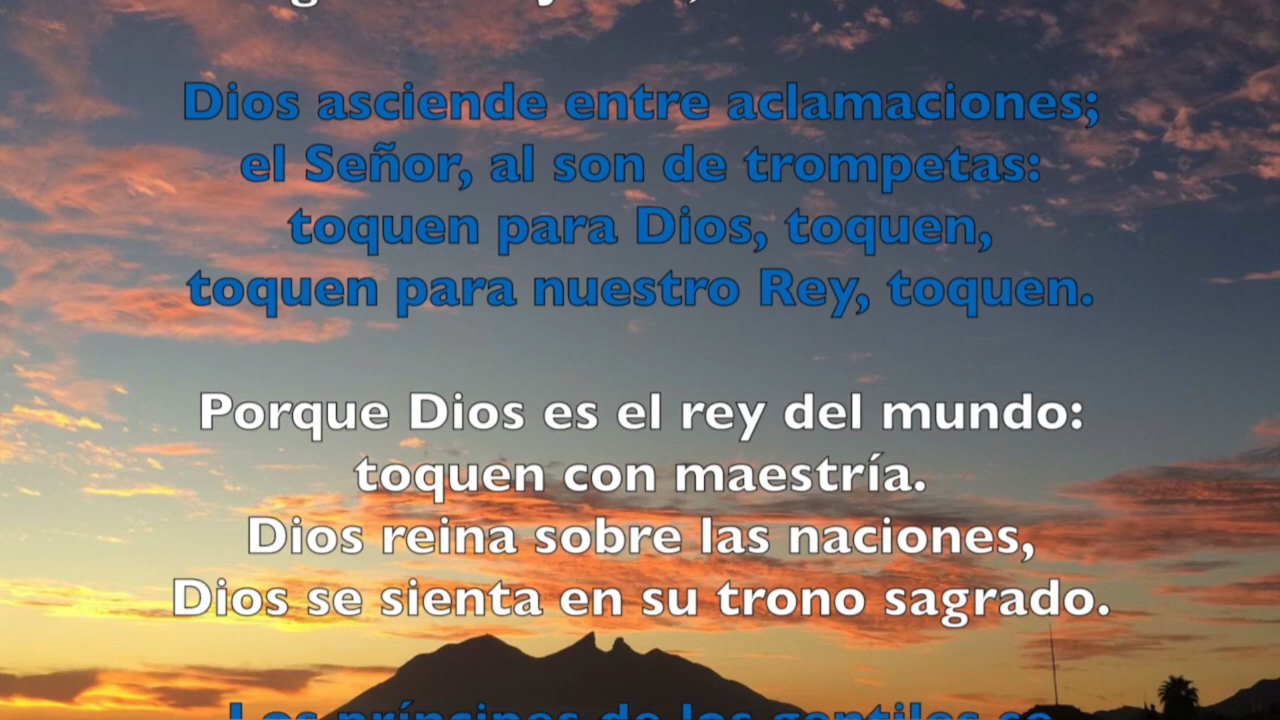 Dios asciende entre aclamaciones;
el Señor, al son de trompetas:
toquen para Dios, toquen,
toquen para nuestro Rey, toquen.
Porque Dios es el rey del mundo:
toquen con maestría.
Dios reina sobre las naciones,
Dios se sienta en su trono sagrado.
Los príncipes de los gentiles se